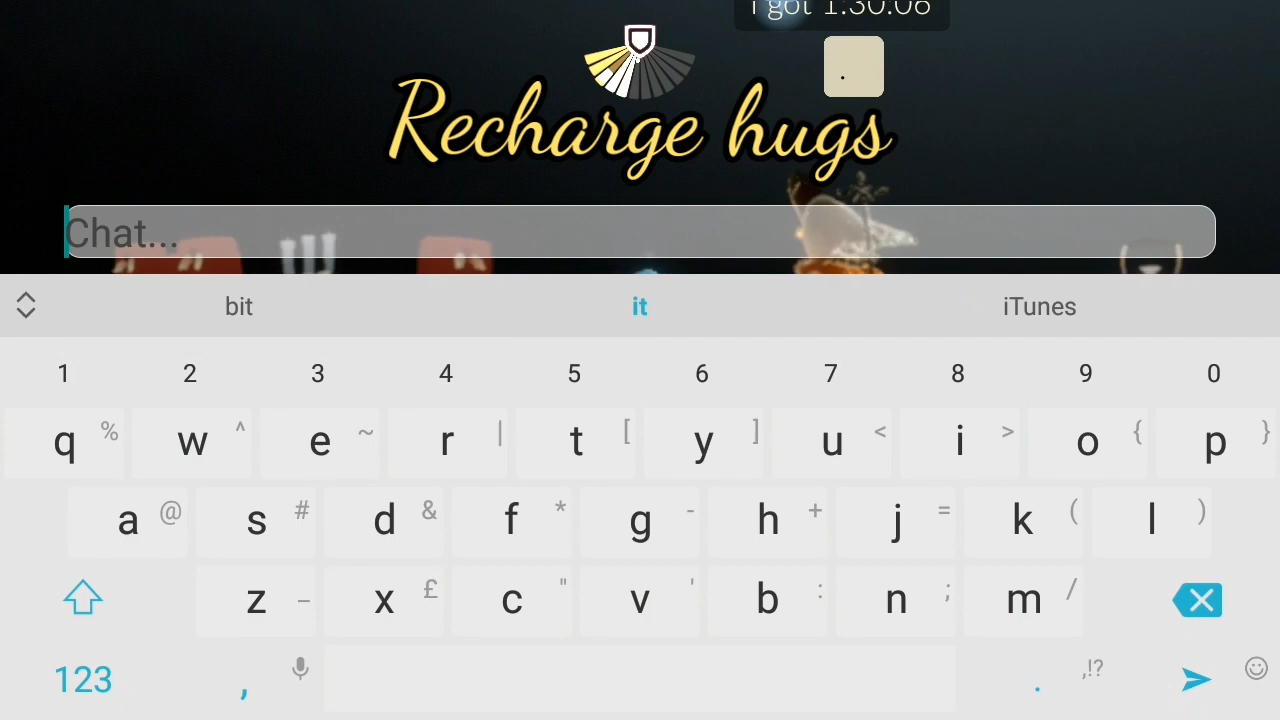 i got 1:30.08
.
Recharge hugs
Chat...
bit it iTunes
1 2 3 4 5 6 7 8 9 0
q % w ^ e ~ r | t [ y ] u < i > o { p }
a @ s # d & f * g - h + j = k ( l )
z _ x £ c " v ' b : n ; m /
123 , . ,!?